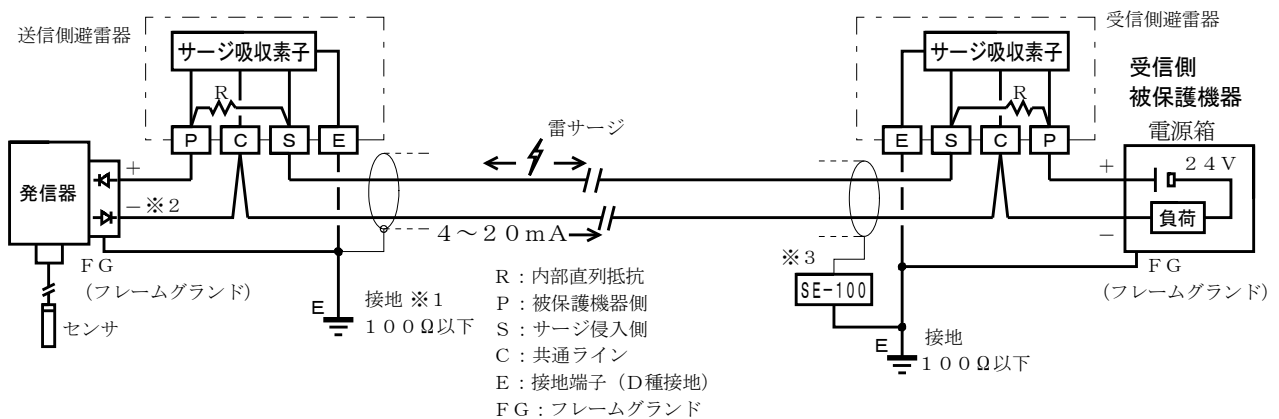 送信側避雷器
サージ吸収素子
R
P C S E
発信器
+
−※2
FG
(フレームグランド)
センサ
E
接地 ※1
100Ω以下
雷サージ
4～20mA
R：内部直列抵抗
P：被保護機器側
S：サージ侵入側
C：共通ライン
E：接地端子（D種接地）
FG：フレームグランド
受信側避雷器
サージ吸収素子
R
E S C P
受信側
被保護機器
電源箱
+
24V
負荷
−
FG
(フレームグランド)
※3
SE-100
E
接地
100Ω以下